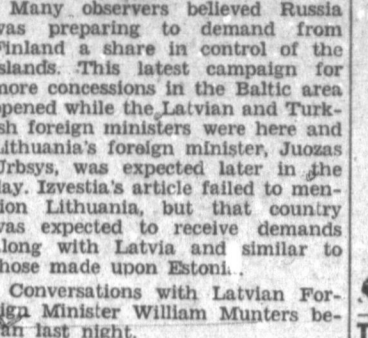 Many observers believed Russia
was preparing to demand from
Finland a share in control of the
islands. This latest campaign for
more concessions in the Baltic area
opened while the Latvian and Turk-
ish foreign ministers were here and
Lithuania's foreign minister, Juozas
Urbsys, was expected later in the
day. Izvestia's article failed to men-
tion Lithuania, but that country
was expected to receive demands
along with Latvia and similar to
those made upon Estoni..
Conversations with Latvian For-
eign Minister William Munters be-
gan last night.